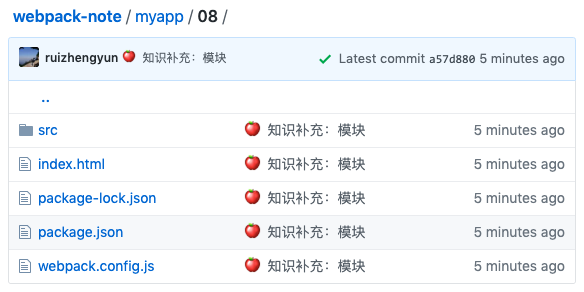 webpack-note / myapp / 08 /
ruizhengyun 🍅 知识补充：模块 Latest commit a57d880 5 minutes ago
..
src 🍅 知识补充：模块 5 minutes ago
index.html 🍅 知识补充：模块 5 minutes ago
package-lock.json 🍅 知识补充：模块 5 minutes ago
package.json 🍅 知识补充：模块 5 minutes ago
webpack.config.js 🍅 知识补充：模块 5 minutes ago